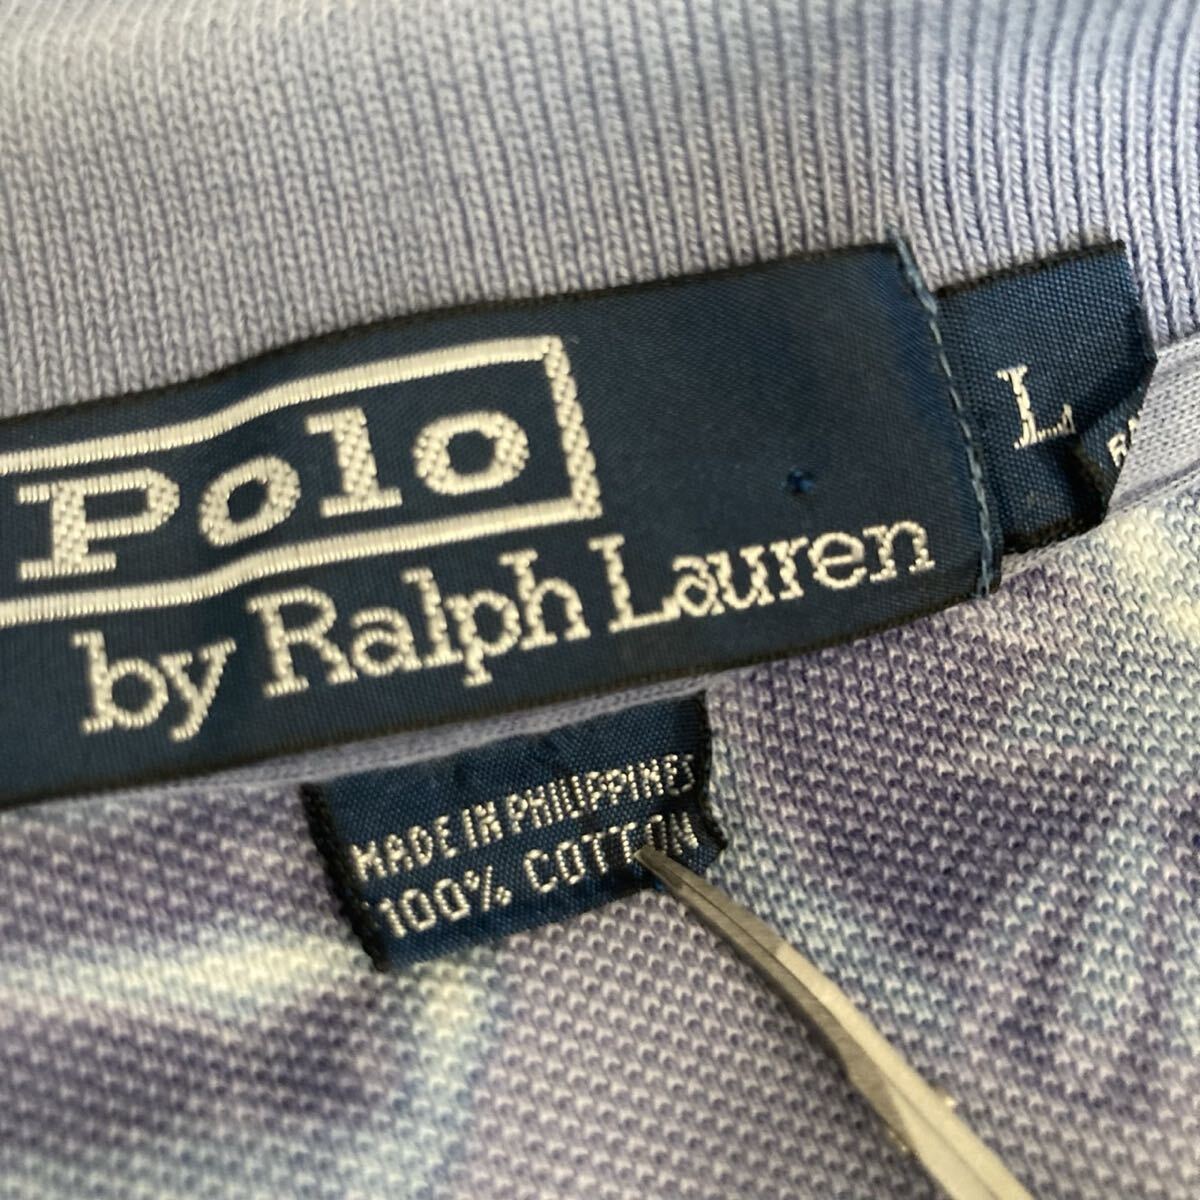 Polo
by Ralph Lauren
L
MADE IN PHILIPPINES
100% COTTON